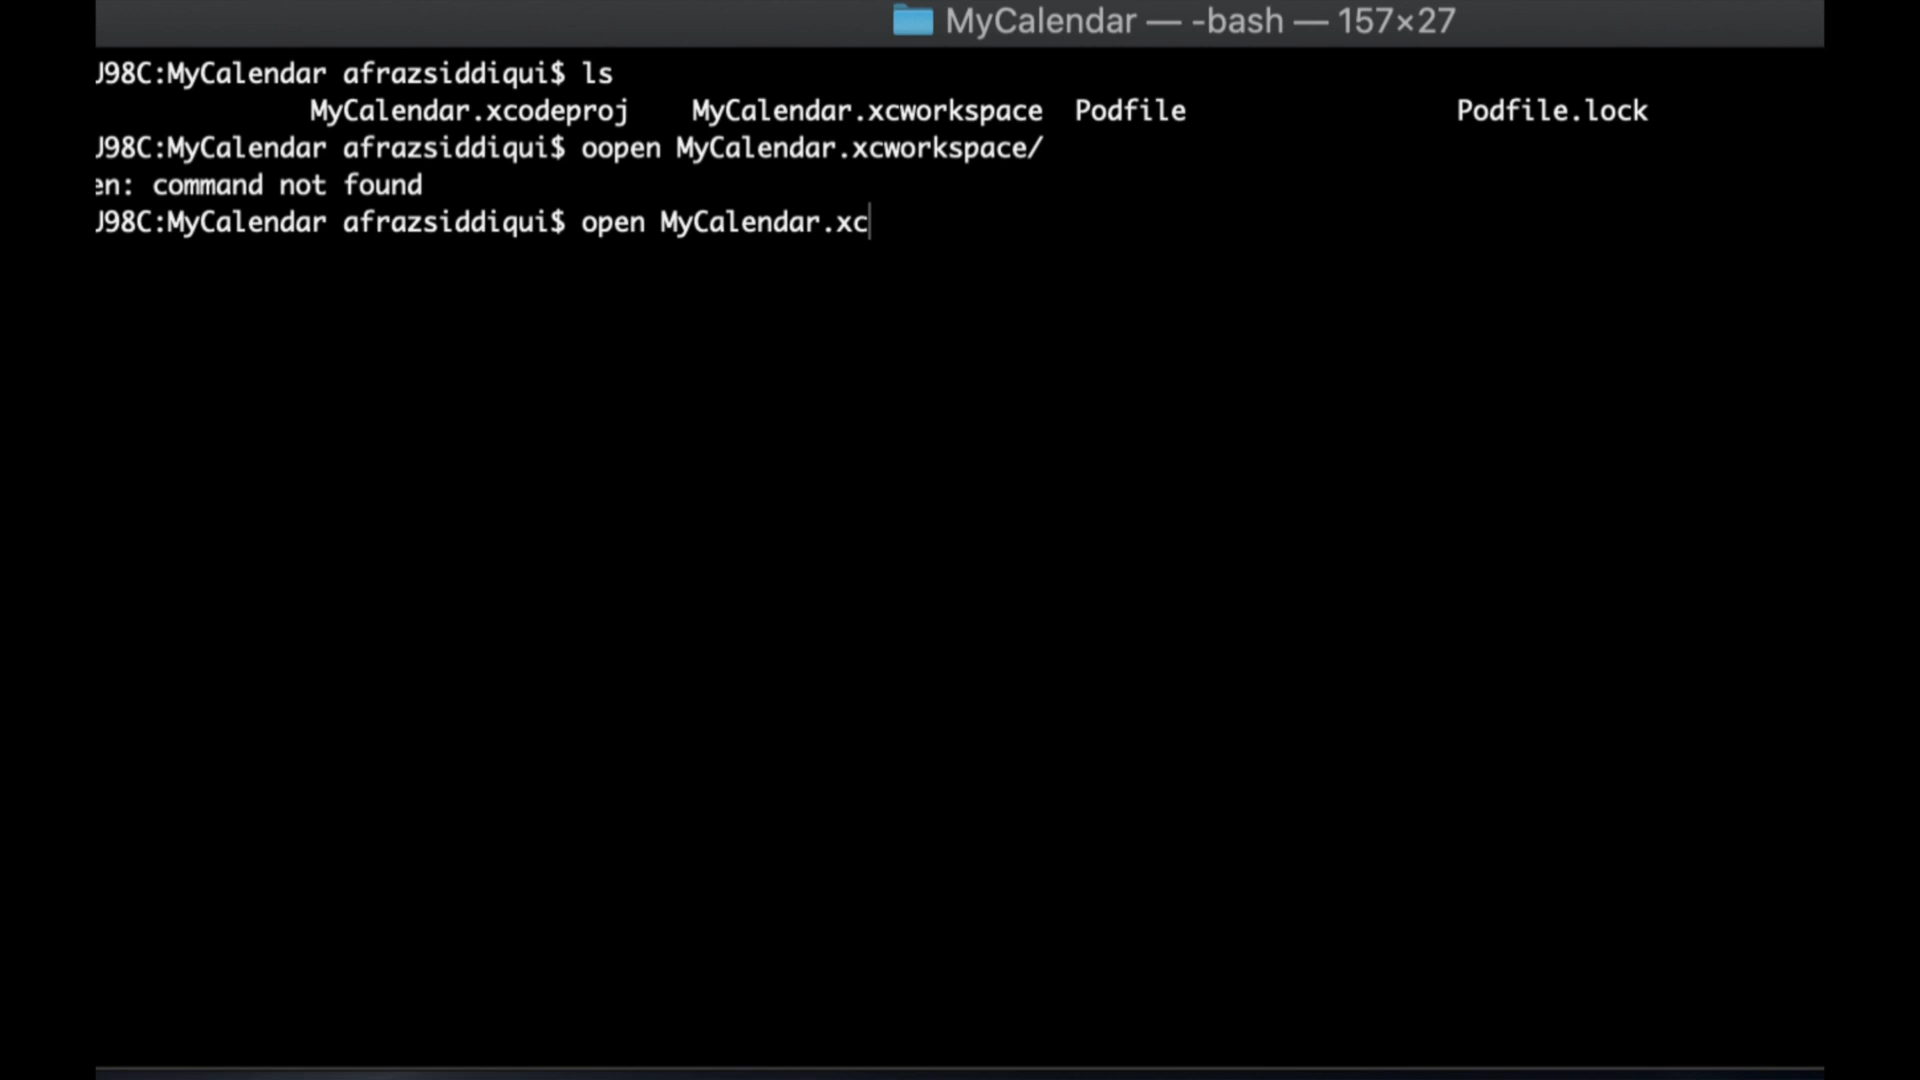 MyCalendar — -bash — 157×27
J98C:MyCalendar afrazsiddiqui$ ls
MyCalendar.xcodeproj MyCalendar.xcworkspace Podfile Podfile.lock
J98C:MyCalendar afrazsiddiqui$ oopen MyCalendar.xcworkspace/
en: command not found
J98C:MyCalendar afrazsiddiqui$ open MyCalendar.xc